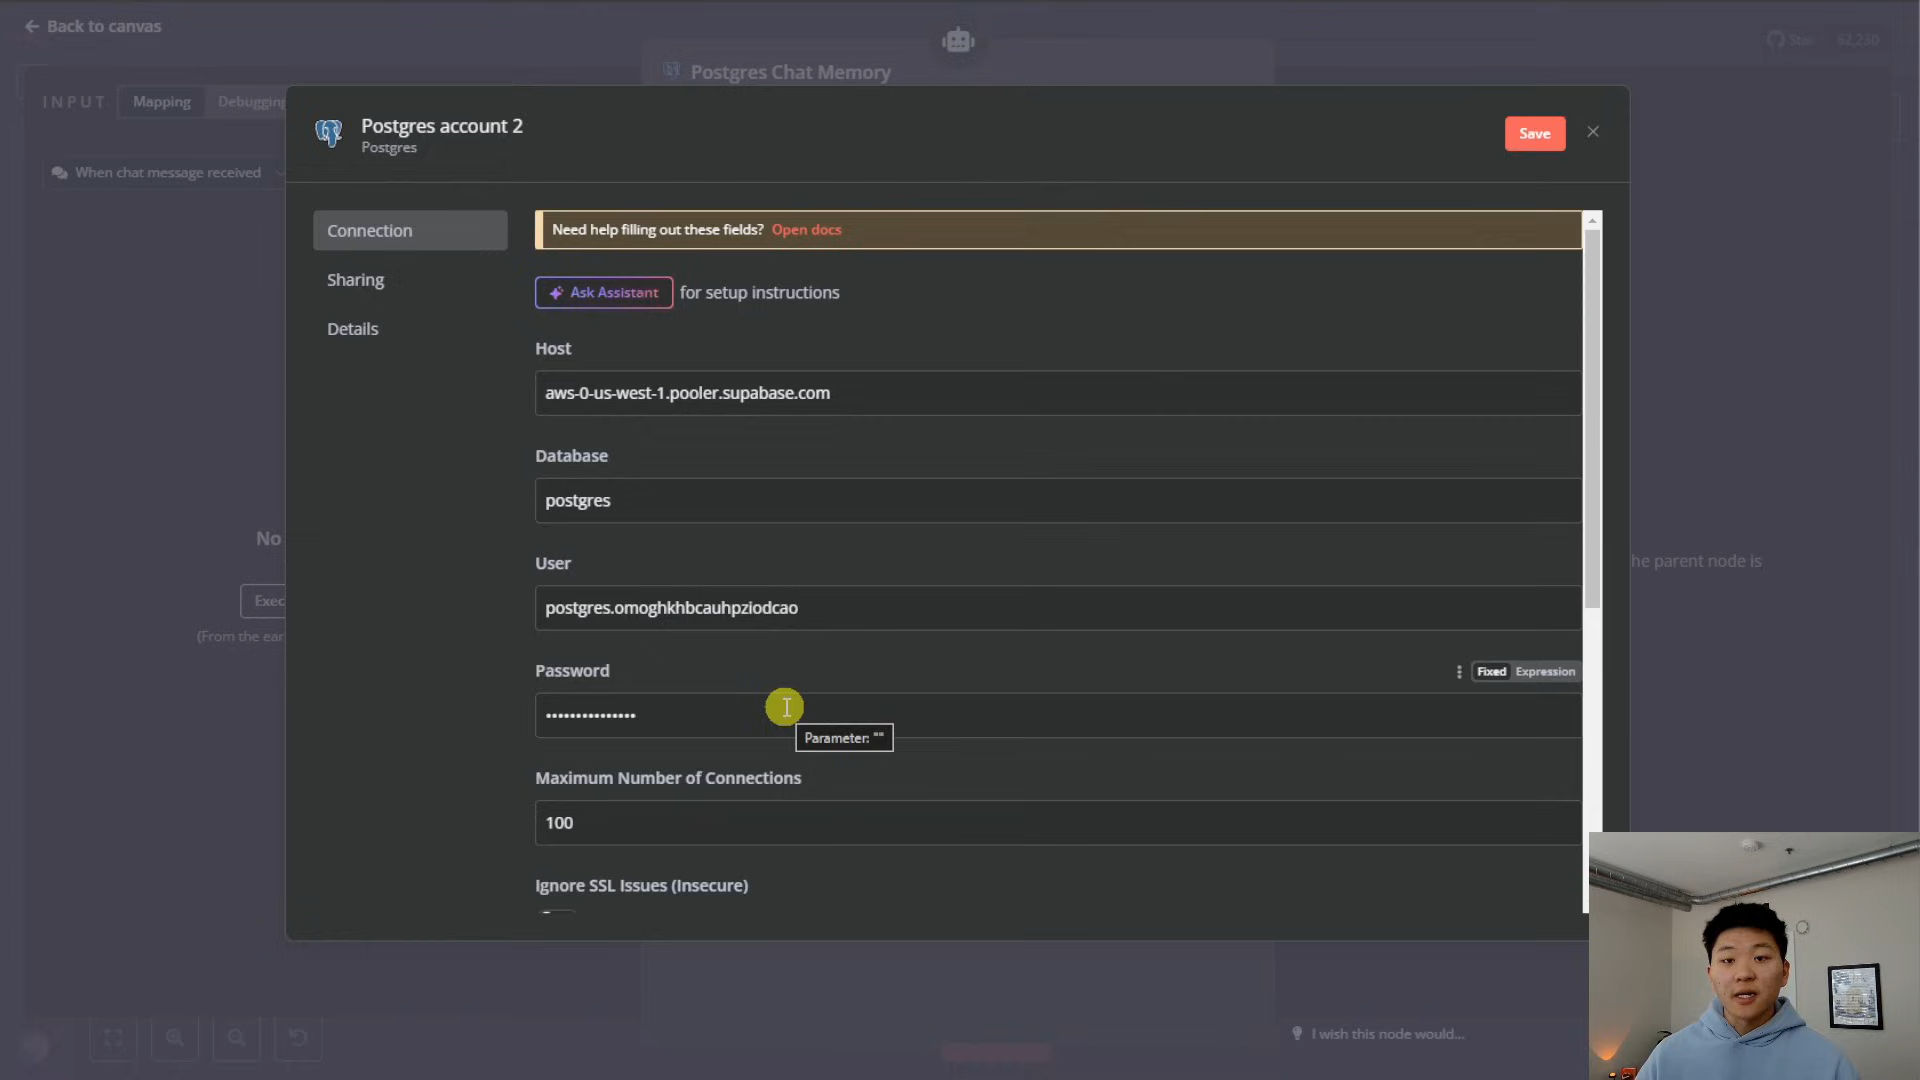 Back to canvas
Star 62,230
Postgres Chat Memory
INPUT Mapping Debugging
Postgres account 2
Postgres
Save
When chat message received
Connection
Sharing
Details
Need help filling out these fields? Open docs
Ask Assistant for setup instructions
Host
aws-0-us-west-1.pooler.supabase.com
Database
postgres
No
he parent node is
User
Exec
postgres.omoghkhbcauhpziodcao
(From the ear
Password
Fixed Expression
•••••••••••••••
Parameter: ""
Maximum Number of Connections
100
Ignore SSL Issues (Insecure)
I wish this node would...